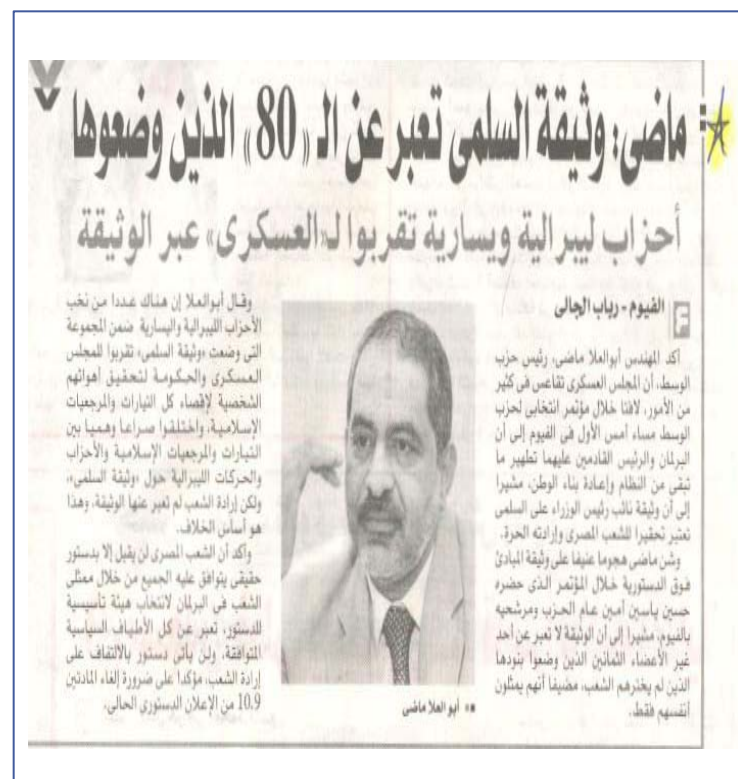 ماضى: وثيقة السلمى تعبر عن الـ «80» الذين وضعوها
أحزاب ليبرالية ويسارية تقربوا لـ«العسكرى» عبر الوثيقة
الفيوم - رباب الجالى
أكد المهندس أبوالعلا ماضى، رئيس حزب
الوسط، أن المجلس العسكرى تقاعس فى كثير
من الأمور، لافتا خلال مؤتمر انتخابى لحزب
الوسط مساء أمس الأول فى الفيوم إلى أن
البرلمان والرئيس القادمين عليهما تطهير ما
تبقى من النظام وإعادة بناء الوطن، مشيرا
إلى أن وثيقة نائب رئيس الوزراء على السلمى
تعتبر تحقيرا للشعب المصرى وإرادته الحرة.
وشن ماضى هجوما عنيفا على وثيقة المبادئ
فوق الدستورية خلال المؤتمر الذى حضره
حسين ياسين أمين عام الحزب ومرشحيه
بالفيوم، مشيرا إلى أن الوثيقة لا تعبر عن أحد
غير الأعضاء الثمانين الذين وضعوا بنودها
الذين لم يخترهم الشعب، مضيفا أنهم يمثلون
أنفسهم فقط.
أبو العلا ماضى
وقال أبوالعلا إن هناك عددا من نخب
الأحزاب الليبرالية واليسارية ضمن المجموعة
التى وضعت «وثيقة السلمى» تقربوا للمجلس
العسكرى والحكومة لتحقيق أهوائهم
الشخصية لإقصاء كل التيارات والمرجعيات
الإسلامية، واختلقوا صراعا وهميا بين
التيارات والمرجعيات الإسلامية والأحزاب
والحركات الليبرالية حول «وثيقة السلمى»،
ولكن إرادة الشعب لم تعبر عنها الوثيقة، وهذا
هو أساس الخلاف.
وأكد أن الشعب المصرى لن يقبل إلا بدستور
حقيقى يتوافق عليه الجميع من خلال ممثلى
الشعب فى البرلمان لانتخاب هيئة تأسيسية
للدستور، تعبر عن كل الأطياف السياسية
المتوافقة، ولن يأتى دستور بالالتفاف على
إرادة الشعب، مؤكدا على ضرورة إلغاء المادتين
10.9 من الإعلان الدستورى الحالى.